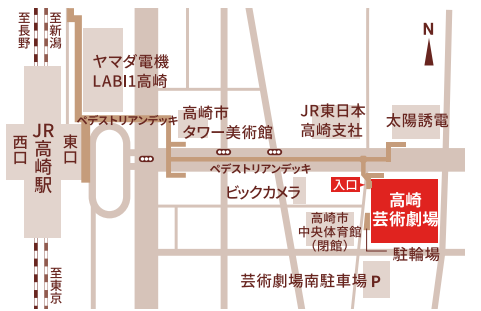 至長野
至新潟
N
ヤマダ電機
LABI1高崎
ペデストリアンデッキ
高崎市
タワー美術館
JR東日本
高崎支社
太陽誘電
JR高崎駅
西口
東口
ペデストリアンデッキ
ビックカメラ
入口
高崎
芸術劇場
高崎市
中央体育館
(閉館)
駐輪場
至東京
芸術劇場南駐車場 P